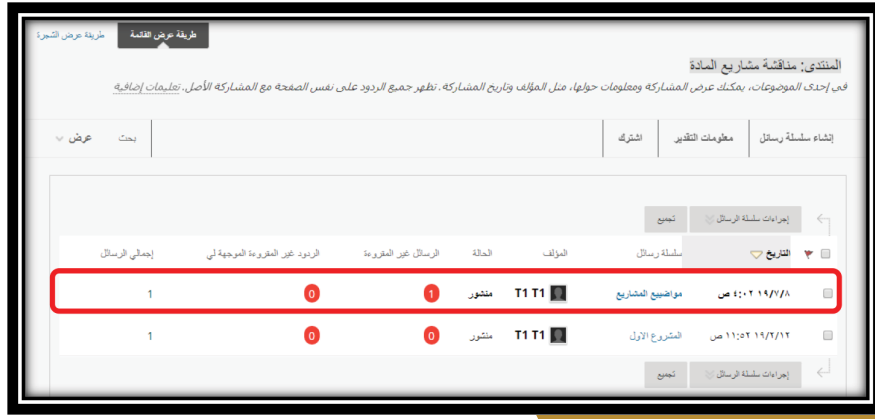 طريقة عرض القائمة
طريقة عرض الشجرة
المنتدى: مناقشة مشاريع المادة
في إحدى الموضوعات، يمكنك عرض المشاركة ومعلومات حولها، مثل المؤلف وتاريخ المشاركة. تظهر جميع الردود على نفس الصفحة مع المشاركة الأصل. تعليمات إضافية
إنشاء سلسلة رسائل معلومات التقدير اشترك بحث عرض
إجراءات سلسلة الرسائل تجميع
التاريخ سلسلة رسائل المؤلف الحالة الرسائل غير المقروءة الردود غير المقروءة الموجهة لي إجمالي الرسائل
١٩/٧/٨ ٤:٠٢ ص مواضيع المشاريع T1 T1 منشور 1 0 1
١٩/٢/١٢ ١١:٥٢ ص المشروع الاول T1 T1 منشور 0 0 1
إجراءات سلسلة الرسائل تجميع